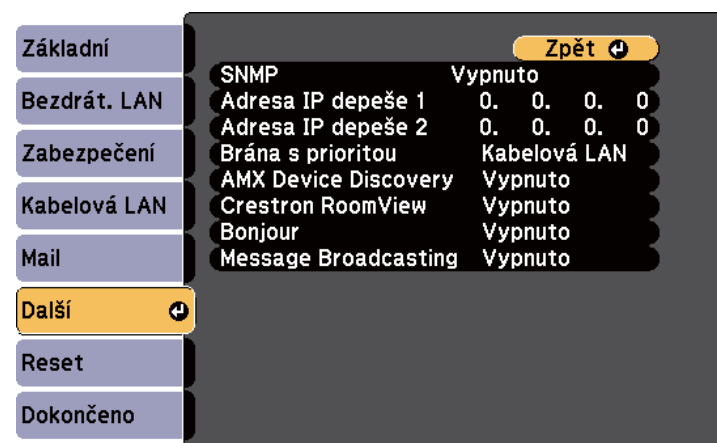 Základní
Bezdrát. LAN
Zabezpečení
Kabelová LAN
Mail
Další
Reset
Dokončeno
Zpět
SNMP Vypnuto
Adresa IP depeše 1 0. 0. 0. 0
Adresa IP depeše 2 0. 0. 0. 0
Brána s prioritou Kabelová LAN
AMX Device Discovery Vypnuto
Crestron RoomView Vypnuto
Bonjour Vypnuto
Message Broadcasting Vypnuto